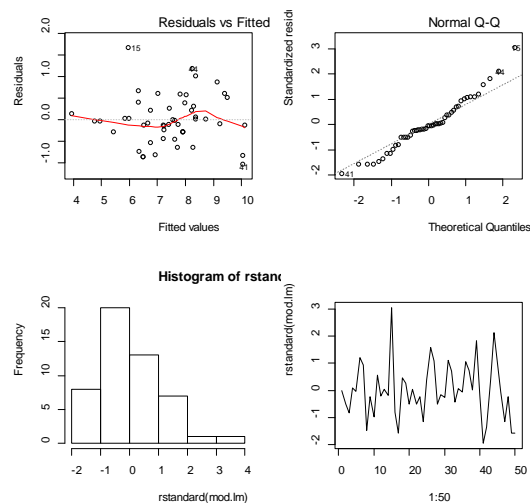 Residuals vs Fitted
Residuals
2.0
1.0
0.0
-1.0
15
44
41
4 5 6 7 8 9 10
Fitted values
Normal Q-Q
Standardized resid
3
2
1
0
-1
-2
41
-2 -1 0 1 2
Theoretical Quantiles
Histogram of rstand
Frequency
20
10
5
0
-2 -1 0 1 2 3 4
rstandard(mod.lm)
rstandard(mod.lm)
3
2
1
0
-1
-2
0 10 20 30 40 50
1:50